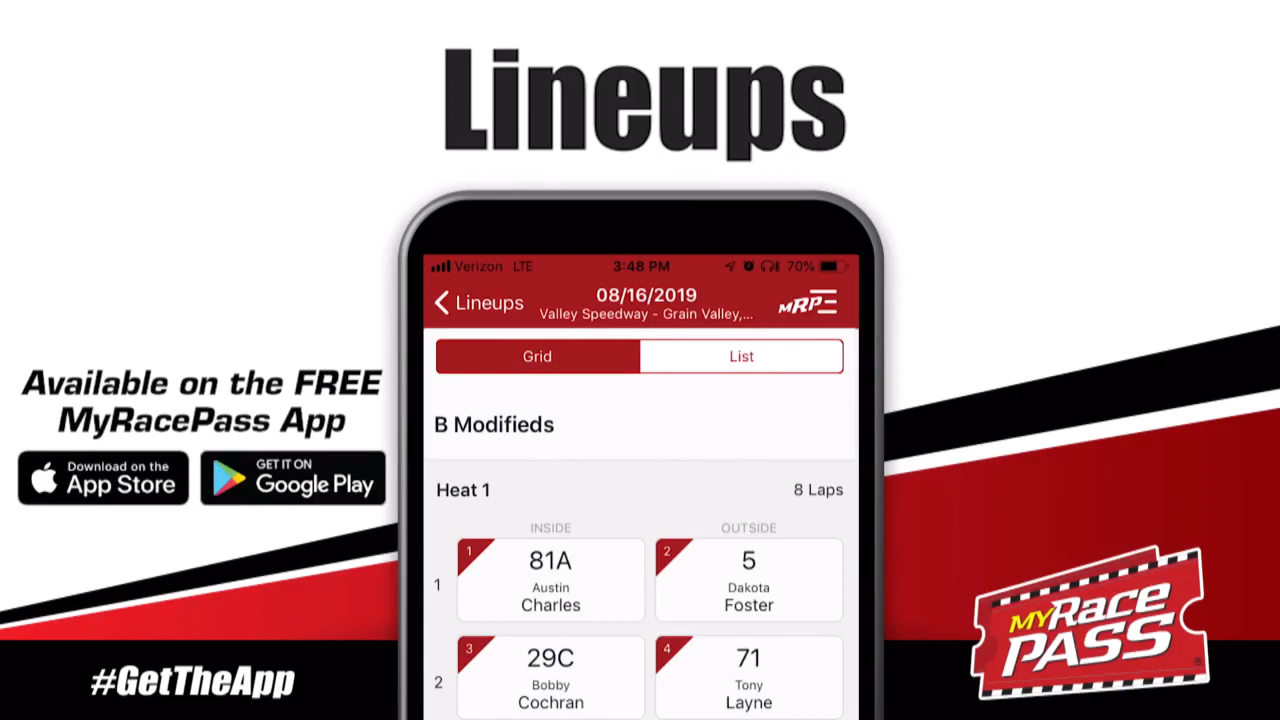 Lineups
Available on the FREE
MyRacePass App
Download on the
App Store
GET IT ON
Google Play
#GetTheApp
Verizon LTE 3:48 PM 70%
Lineups
08/16/2019
Valley Speedway - Grain Valley,...
MRP
Grid List
B Modifieds
Heat 1 8 Laps
INSIDE OUTSIDE
1
1
81A
Austin
Charles
2
5
Dakota
Foster
2
3
29C
Bobby
Cochran
4
71
Tony
Layne
MYRace
PASS